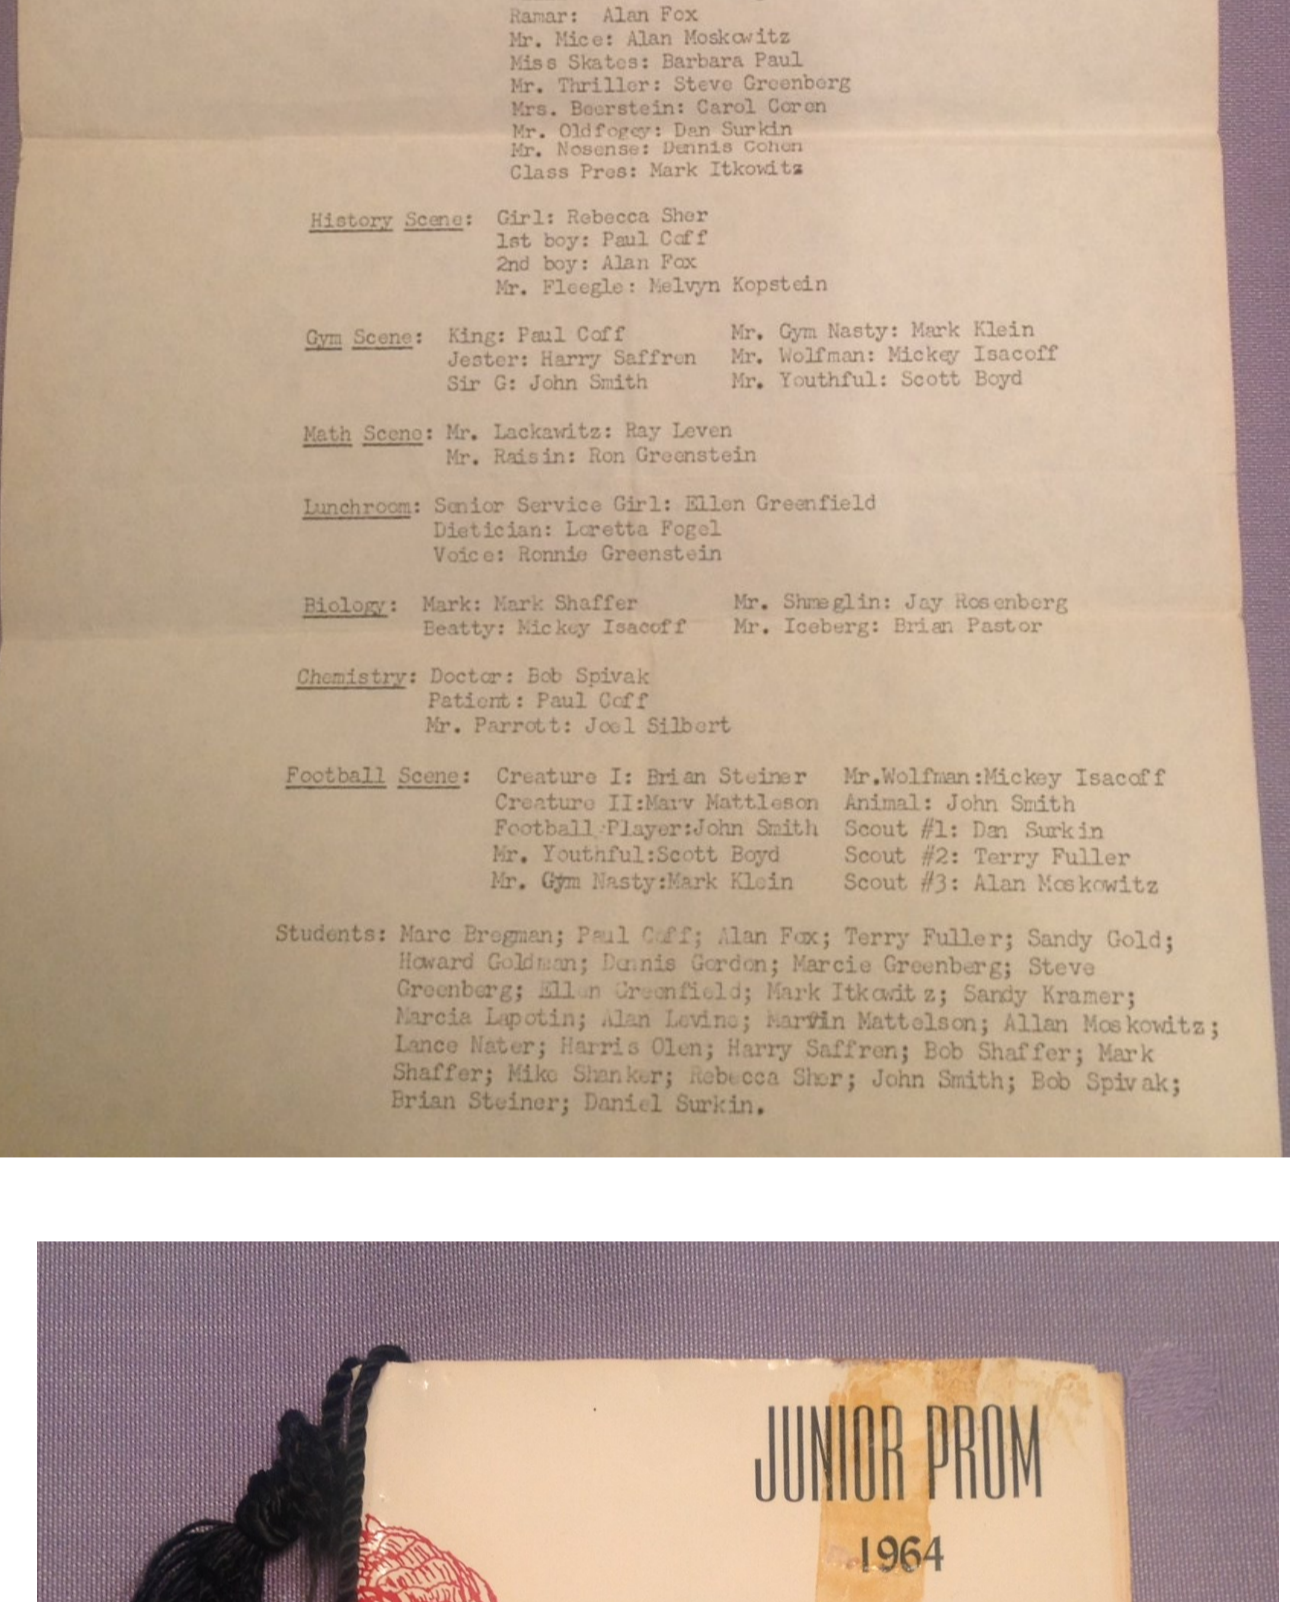 Ramar: Alan Fox
Mr. Mice: Alan Moskowitz
Miss Skates: Barbara Paul
Mr. Thriller: Steve Greenberg
Mrs. Beerstein: Carol Coren
Mr. Oldfogey: Dan Surkin
Mr. Nosense: Dennis Cohen
Class Pres: Mark Itkowitz
History Scene: Girl: Rebecca Sher
1st boy: Paul Coff
2nd boy: Alan Fox
Mr. Fleegle: Melvyn Kopstein
Gym Scene: King: Paul Coff Mr. Gym Nasty: Mark Klein
Jester: Harry Saffren Mr. Wolfman: Mickey Isacoff
Sir G: John Smith Mr. Youthful: Scott Boyd
Math Scene: Mr. Lackawitz: Ray Leven
Mr. Raisin: Ron Greenstein
Lunchroom: Senior Service Girl: Ellen Greenfield
Dietician: Loretta Fogel
Voice: Ronnie Greenstein
Biology: Mark: Mark Shaffer Mr. Shmeglin: Jay Rosenberg
Beatty: Mickey Isacoff Mr. Iceberg: Brian Pastor
Chemistry: Doctor: Bob Spivak
Patient: Paul Coff
Mr. Parrott: Joel Silbert
Football Scene: Creature I: Brian Steiner Mr.Wolfman:Mickey Isacoff
Creature II:Marv Mattleson Animal: John Smith
Football Player:John Smith Scout #1: Dan Surkin
Mr. Youthful:Scott Boyd Scout #2: Terry Fuller
Mr. Gym Nasty:Mark Klein Scout #3: Alan Moskowitz
Students: Marc Bregman; Paul Coff; Alan Fox; Terry Fuller; Sandy Gold;
Howard Goldman; Dennis Gordon; Marcie Greenberg; Steve
Greenberg; Ellen Greenfield; Mark Itkowitz; Sandy Kramer;
Marcia Lapotin; Alan Levine; Martin Mattelson; Allan Moskowitz;
Lance Nater; Harris Olen; Harry Saffren; Bob Shaffer; Mark
Shaffer; Mike Shanker; Rebecca Sher; John Smith; Bob Spivak;
Brian Steiner; Daniel Surkin.
JUNIOR PROM
1964